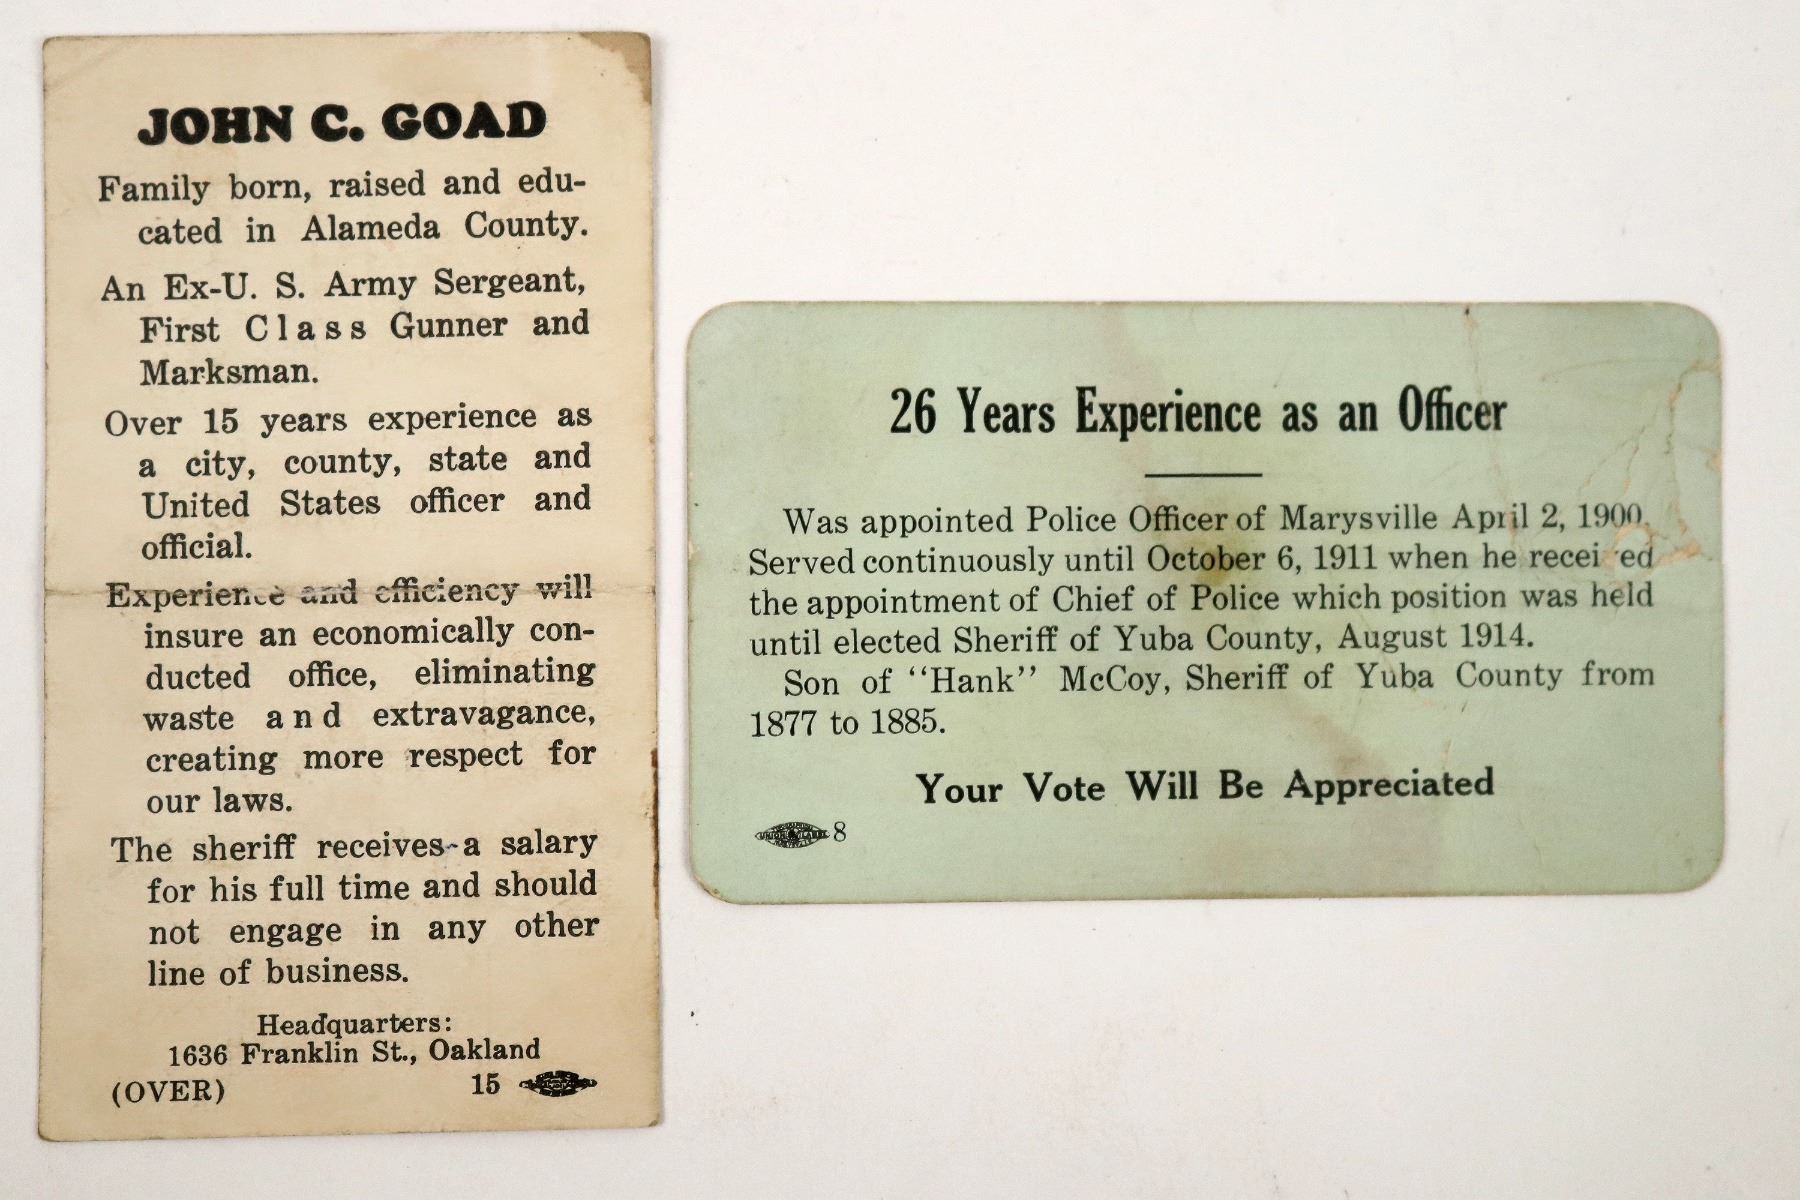 JOHN C. GOAD
Family born, raised and edu-
cated in Alameda County.
An Ex-U. S. Army Sergeant,
First Class Gunner and
Marksman.
Over 15 years experience as
a city, county, state and
United States officer and
official.
Experience and efficiency will
insure an economically con-
ducted office, eliminating
waste and extravagance,
creating more respect for
our laws.
The sheriff receives a salary
for his full time and should
not engage in any other
line of business.
Headquarters:
1636 Franklin St., Oakland
(OVER) 15
26 Years Experience as an Officer
Was appointed Police Officer of Marysville April 2, 1900.
Served continuously until October 6, 1911 when he received
the appointment of Chief of Police which position was held
until elected Sheriff of Yuba County, August 1914.
Son of "Hank" McCoy, Sheriff of Yuba County from
1877 to 1885.
Your Vote Will Be Appreciated
UNION LABEL 8